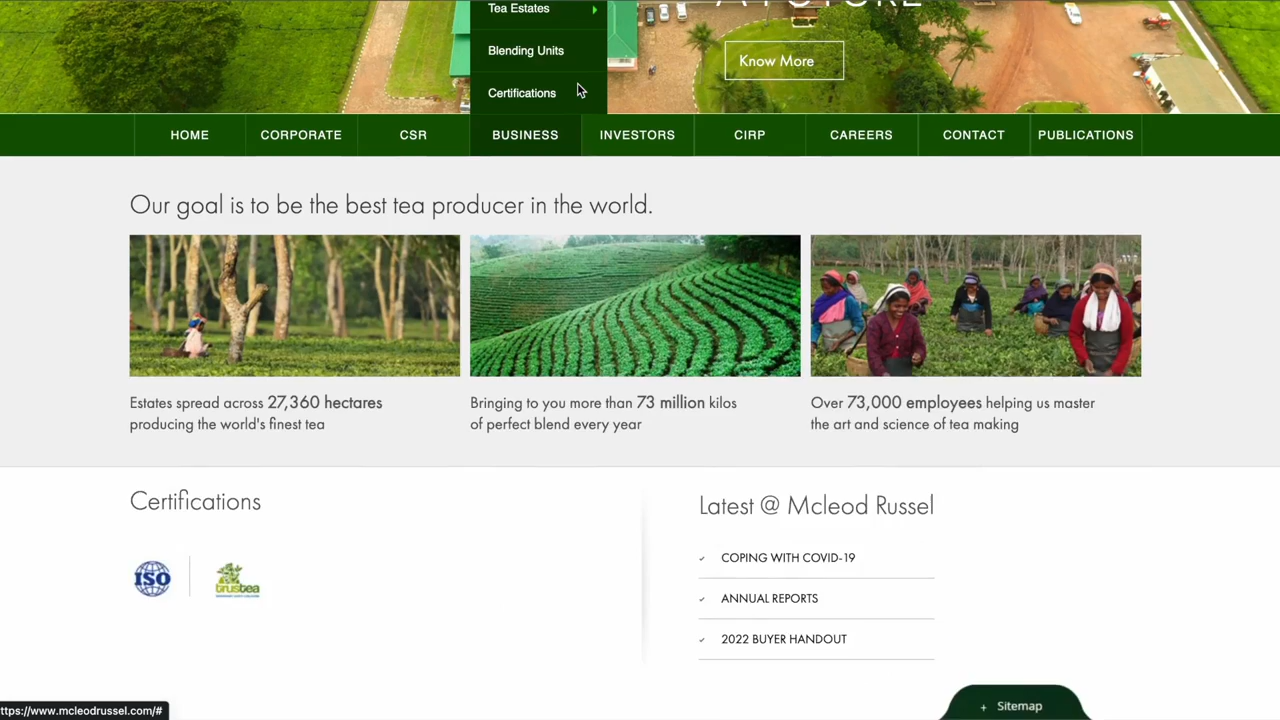 Tea Estates
Know More
Blending Units
Certifications
HOME CORPORATE CSR BUSINESS INVESTORS CIRP CAREERS CONTACT PUBLICATIONS
Our goal is to be the best tea producer in the world.
Estates spread across 27,360 hectares
producing the world's finest tea
Bringing to you more than 73 million kilos
of perfect blend every year
Over 73,000 employees helping us master
the art and science of tea making
Certifications
ISO
trustea
Latest @ Mcleod Russel
COPING WITH COVID-19
ANNUAL REPORTS
2022 BUYER HANDOUT
+ Sitemap
ttps://www.mcleodrussel.com/#